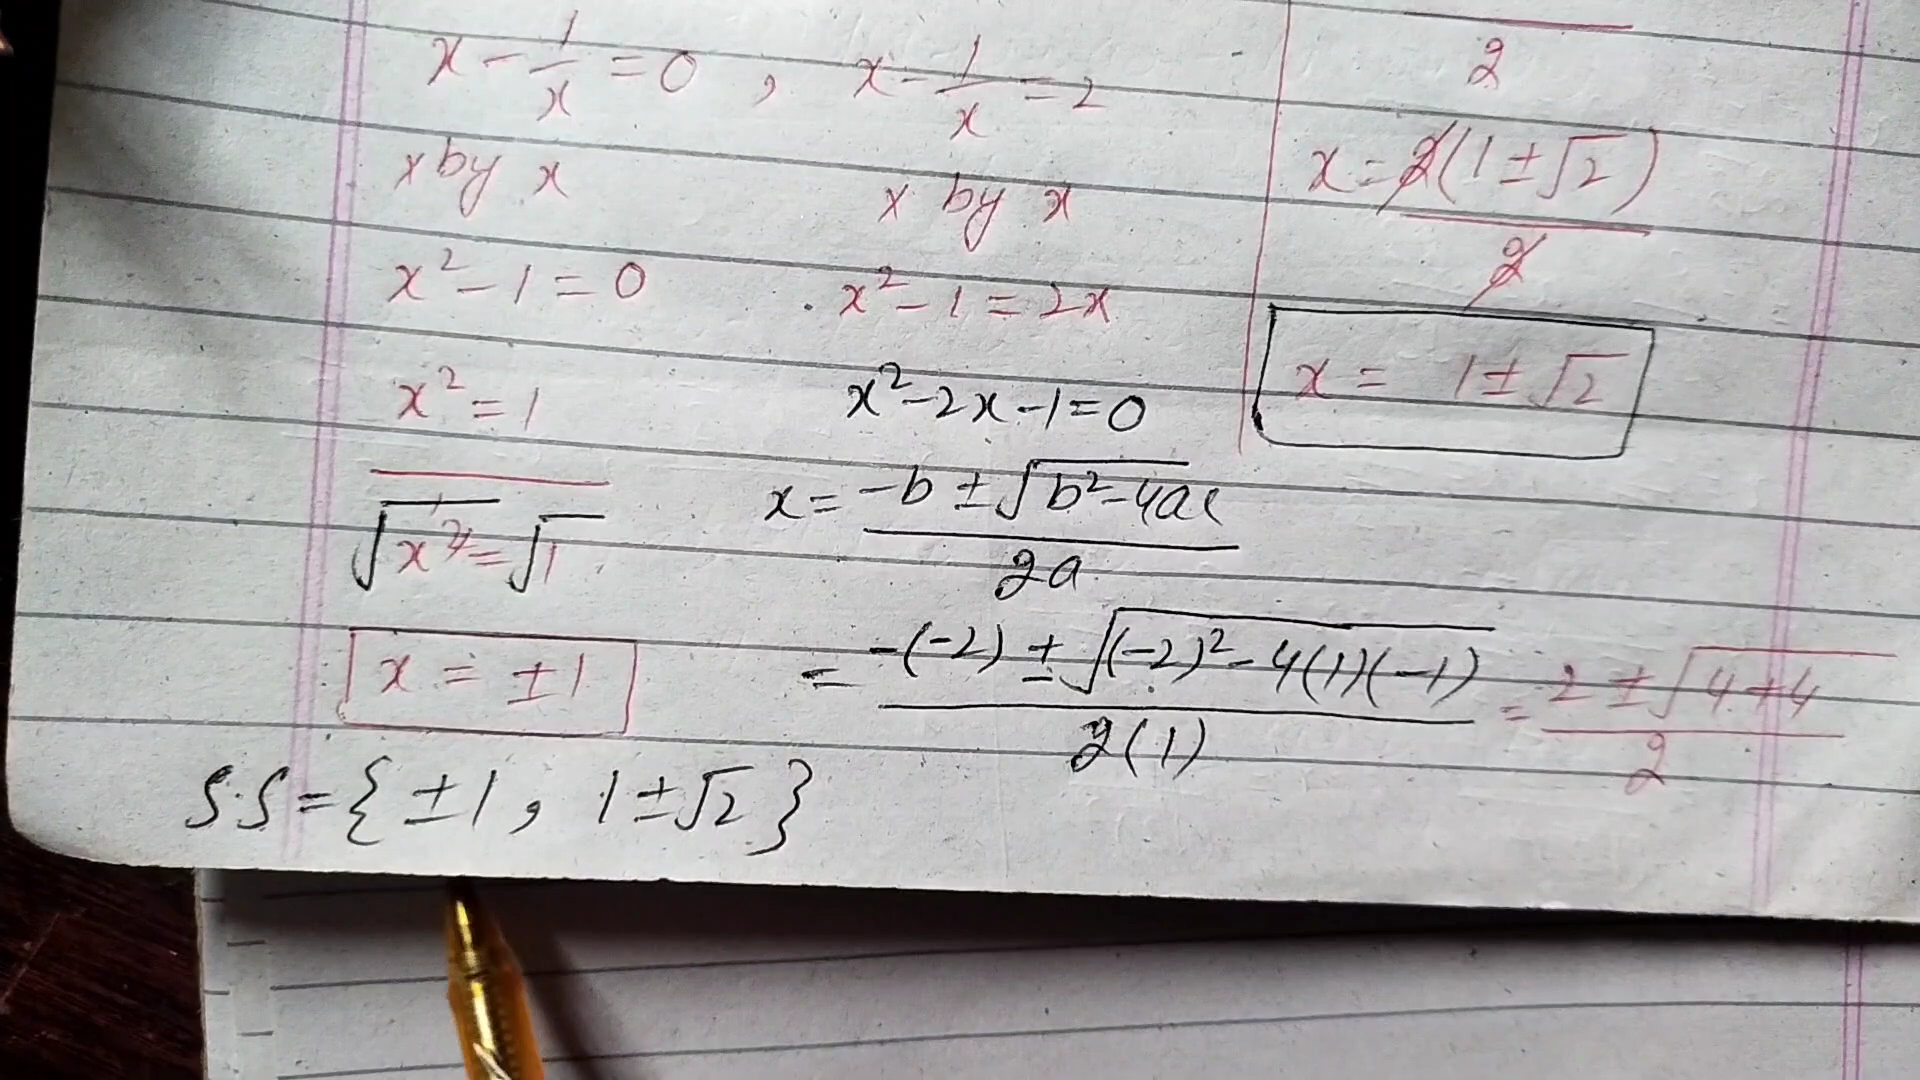 x - 1/x = 0 , x - 1/x = 2
x by x
x by x
x² - 1 = 0
x² - 1 = 2x
x² = 1
x² - 2x - 1 = 0
√x² = √1
x = -b ± √b² - 4ac / 2a
x = ±1
= -(-2) ± √(-2)² - 4(1)(-1) / 2(1) = 2 ± √4+4 / 2
2
x = 2(1 ± √2) / 2
x = 1 ± √2
S.S = { ±1 , 1 ± √2 }